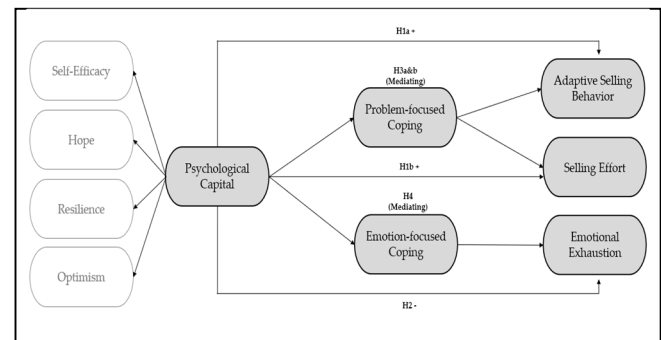 H1a +
Self-Efficacy
Hope
Resilience
Optimism
Psychological
Capital
H3a&b
(Mediating)
Problem-focused
Coping
H1b +
H4
(Mediating)
Emotion-focused
Coping
Adaptive Selling
Behavior
Selling Effort
Emotional
Exhaustion
H2 -